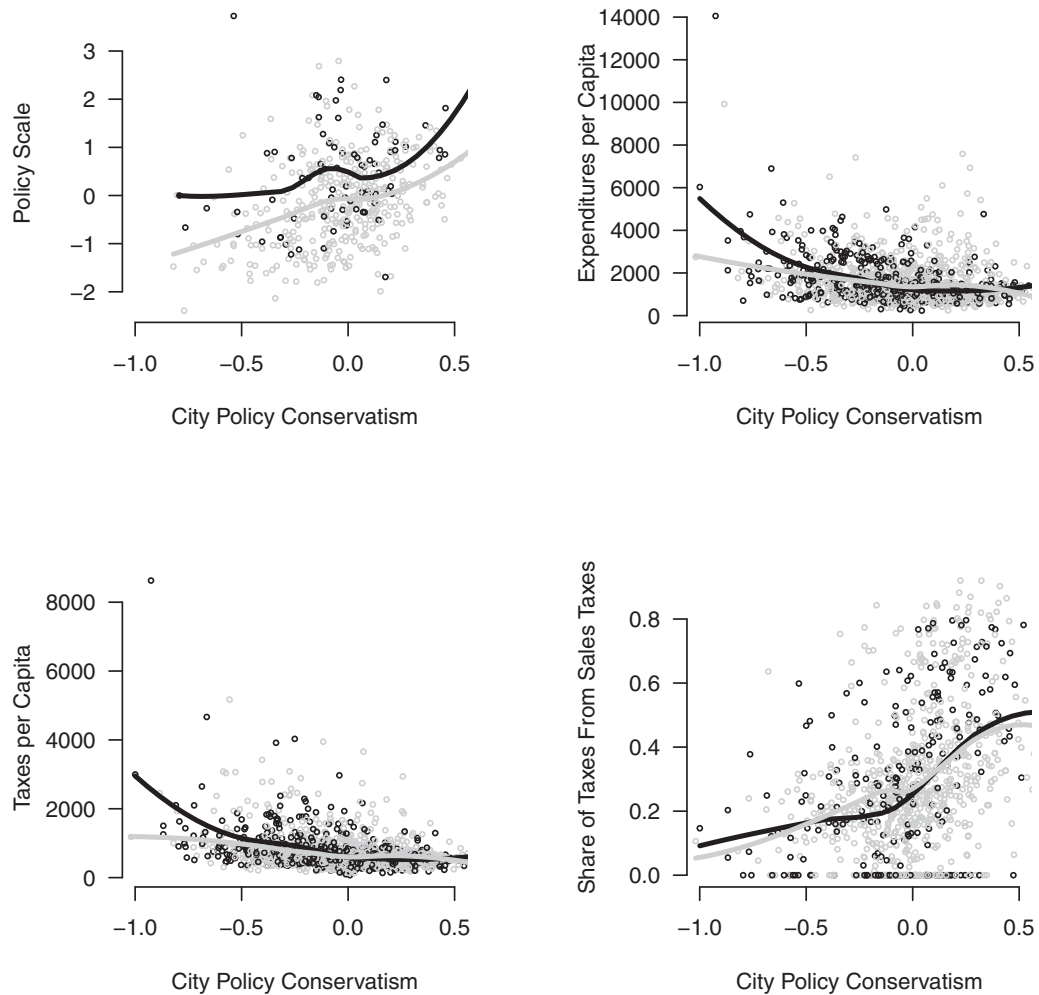 Policy Scale
3
2
1
0
−1
−2
−1.0 −0.5 0.0 0.5
City Policy Conservatism
Expenditures per Capita
14000
12000
10000
8000
6000
4000
2000
0
−1.0 −0.5 0.0 0.5
City Policy Conservatism
Taxes per Capita
8000
6000
4000
2000
0
−1.0 −0.5 0.0 0.5
City Policy Conservatism
Share of Taxes From Sales Taxes
0.8
0.6
0.4
0.2
0.0
−1.0 −0.5 0.0 0.5
City Policy Conservatism